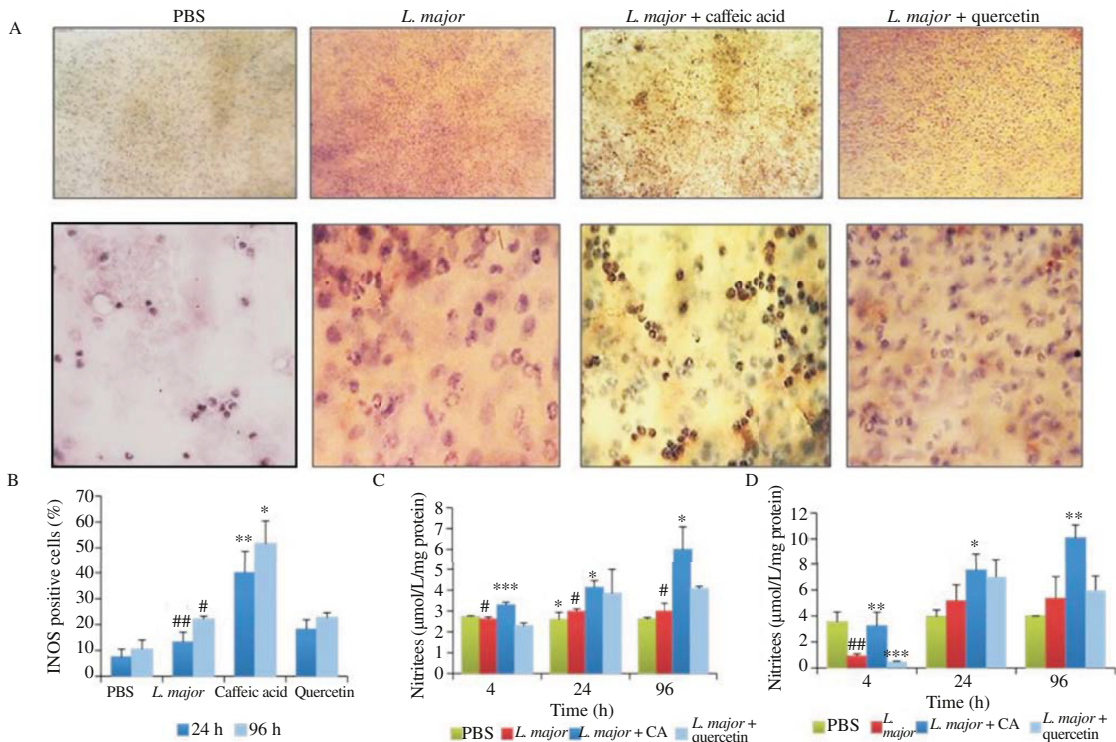 PBS
L. major
L. major + caffeic acid
L. major + quercetin
A
B
INOS positive cells (%)
70
60
50
40
30
20
10
0
##
#
**
*
PBS
L. major
Caffeic acid
Quercetin
24 h
96 h
C
Nitritees (μmol/L/mg protein)
8
7
6
5
4
3
2
1
0
#
***
*
#
*
#
*
4
24
96
Time (h)
PBS
L. major
L. major + CA
L. major +
quercetin
D
Nitritees (μmol/L/mg protein)
12
10
8
6
4
2
0
##
**
***
*
**
4
24
96
Time (h)
PBS
L.
major
L. major + CA
L. major +
quercetin